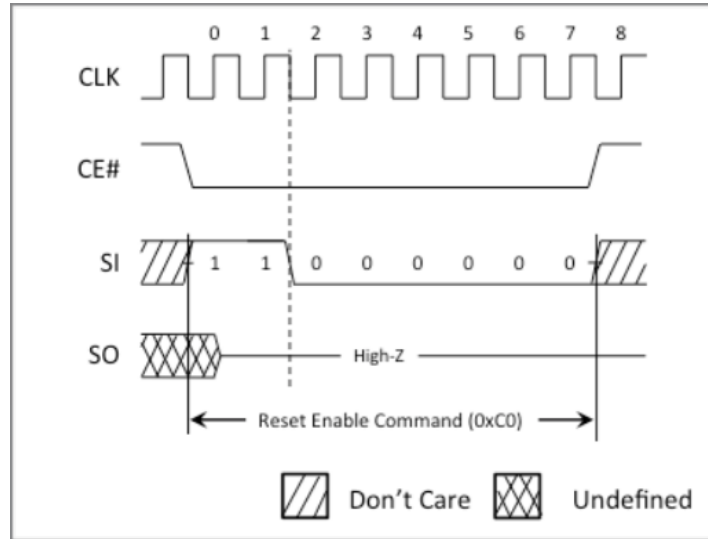 0 1 2 3 4 5 6 7 8
CLK
CE#
SI 1 1 0 0 0 0 0 0
SO High-Z
Reset Enable Command (0xC0)
Don't Care Undefined